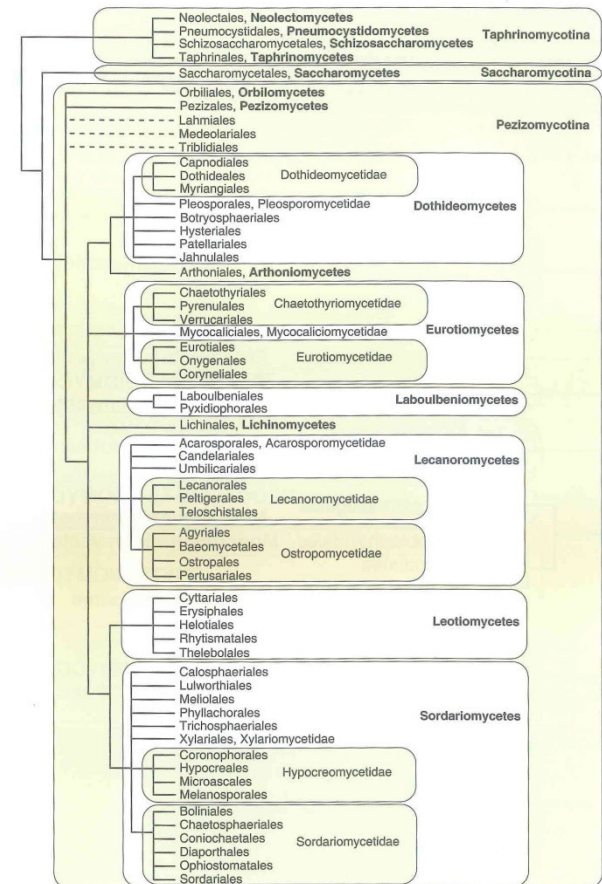 Neolectales, Neolectomycetes
Pneumocystidales, Pneumocystidomycetes
Schizosaccharomycetales, Schizosaccharomycetes
Taphrinales, Taphrinomycetes
Taphrinomycotina
Saccharomycetales, Saccharomycetes
Saccharomycotina
Orbiliales, Orbilomycetes
Pezizales, Pezizomycetes
Lahmiales
Medeolariales
Triblidiales
Pezizomycotina
Capnodiales
Dothideales
Myriangiales
Dothideomycetidae
Pleosporales, Pleosporomycetidae
Botryosphaeriales
Hysteriales
Patellariales
Jahnulales
Dothideomycetes
Arthoniales, Arthoniomycetes
Chaetothyriales
Pyrenulales
Verrucariales
Chaetothyriomycetidae
Mycocaliciales, Mycocaliciomycetidae
Eurotiales
Onygenales
Coryneliales
Eurotiomycetidae
Eurotiomycetes
Laboulbeniales
Pyxidiophorales
Laboulbeniomycetes
Lichinales, Lichinomycetes
Acarosporales, Acarosporomycetidae
Candelariales
Umbilicariales
Lecanoromycetes
Lecanorales
Peltigerales
Teloschistales
Lecanoromycetidae
Agyriales
Baeomycetales
Ostropales
Pertusariales
Ostropomycetidae
Cyttariales
Erysiphales
Helotiales
Rhytismatales
Thelebolales
Leotiomycetes
Calosphaeriales
Lulworthiales
Meliolales
Phyllachorales
Trichosphaeriales
Xylariales, Xylariomycetidae
Sordariomycetes
Coronophorales
Hypocreales
Microascales
Melanosporales
Hypocreomycetidae
Boliniales
Chaetosphaeriales
Coniochaetales
Diaporthales
Ophiostomatales
Sordariales
Sordariomycetidae